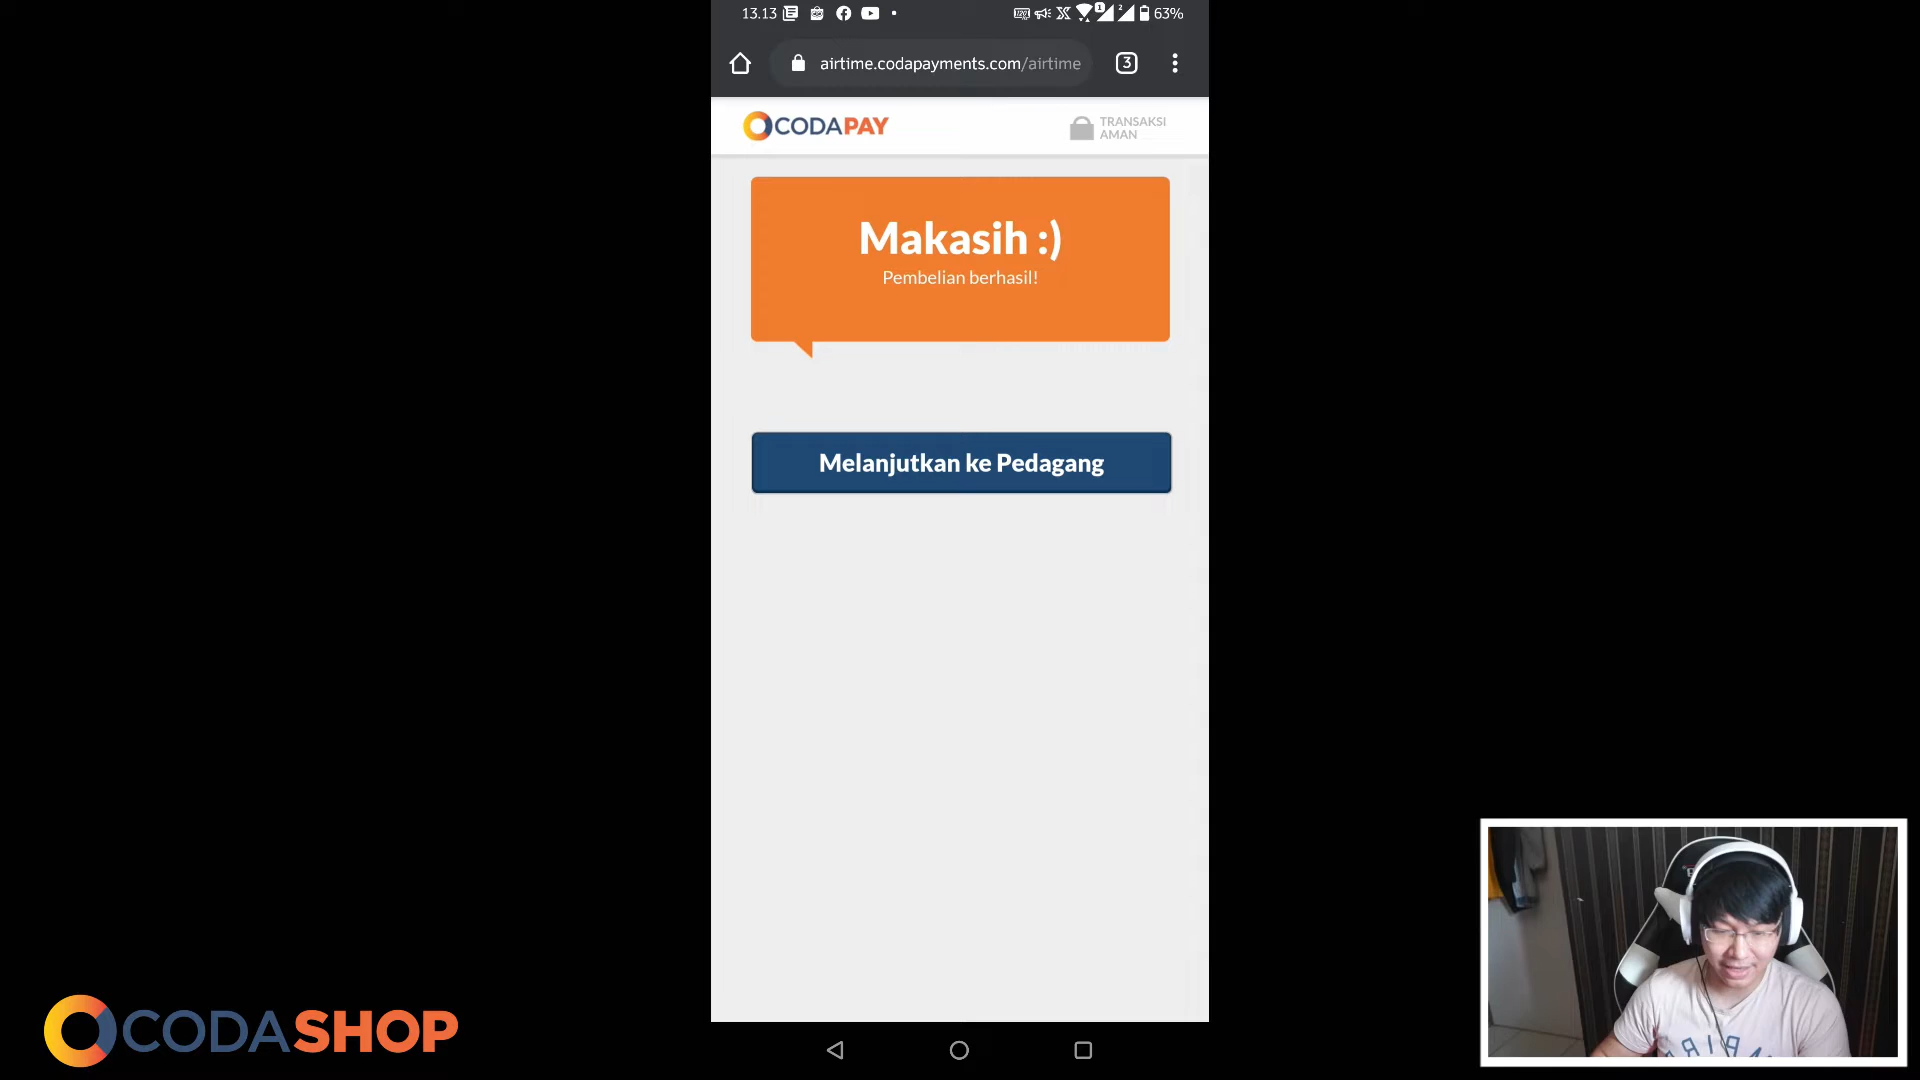 13.13
63%
airtime.codapayments.com/airtime
3
CODAPAY
TRANSAKSI
AMAN
Makasih :)
Pembelian berhasil!
Melanjutkan ke Pedagang
CODASHOP